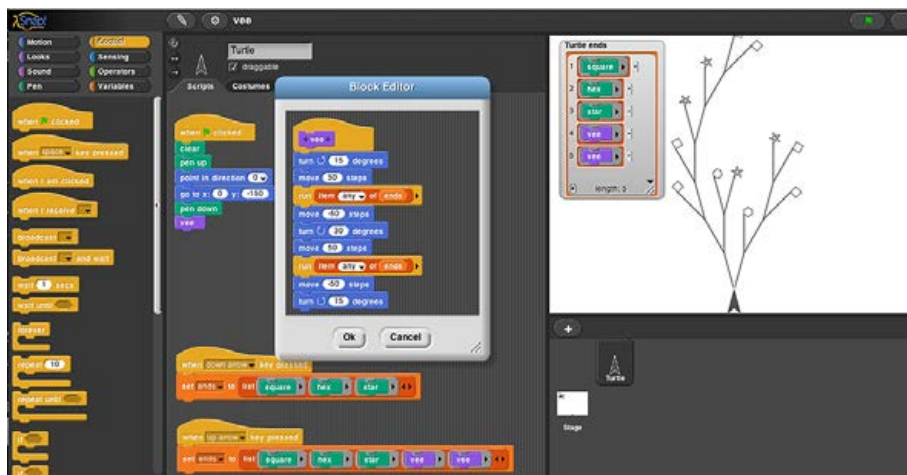 Snap!
vee
Motion
Control
Looks
Sensing
Sound
Operators
Pen
Variables
when clicked
when space key pressed
when I am clicked
when I receive
broadcast
broadcast and wait
wait 1 secs
wait until
forever
repeat 10
repeat until
if
Turtle
draggable
Scripts
Costumes
when clicked
clear
pen up
point in direction 0
go to x: 0 y: -150
pen down
vee
when down arrow key pressed
set ends to list square hex star
when up arrow key pressed
set ends to list square hex star vee vee
Block Editor
vee
turn 15 degrees
move 50 steps
run item any of ends
move -50 steps
turn 30 degrees
move 50 steps
run item any of ends
move -50 steps
turn 15 degrees
Ok
Cancel
Turtle ends
1 square
2 hex
3 star
4 vee
5 vee
length: 5
Turtle
Stage